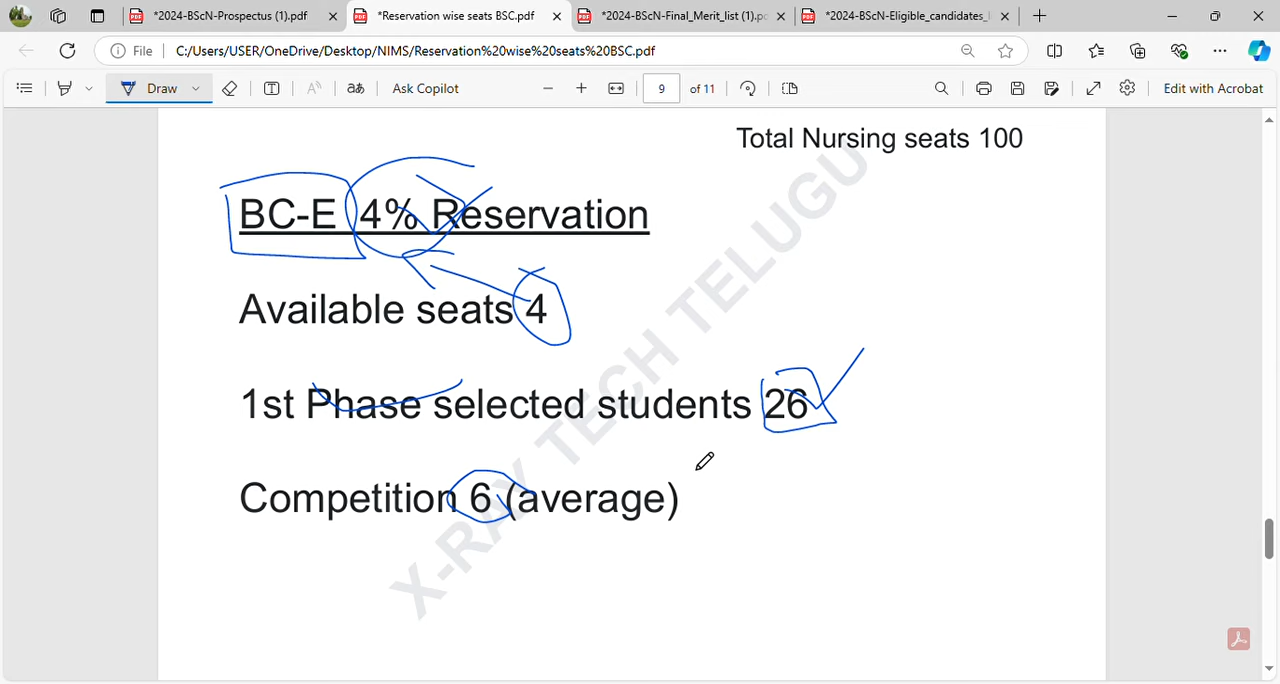 *2024-BScN-Prospectus (1).pdf
*Reservation wise seats BSC.pdf
*2024-BScN-Final_Merit_list (1).pd
*2024-BScN-Eligible_candidates_
File
C:/Users/USER/OneDrive/Desktop/NIMS/Reservation%20wise%20seats%20BSC.pdf
Draw
Ask Copilot
9 of 11
Edit with Acrobat
Total Nursing seats 100
BC-E 4% Reservation
Available seats 4
1st Phase selected students 26
Competition 6 (average)
X-RAY TECH TELUGU